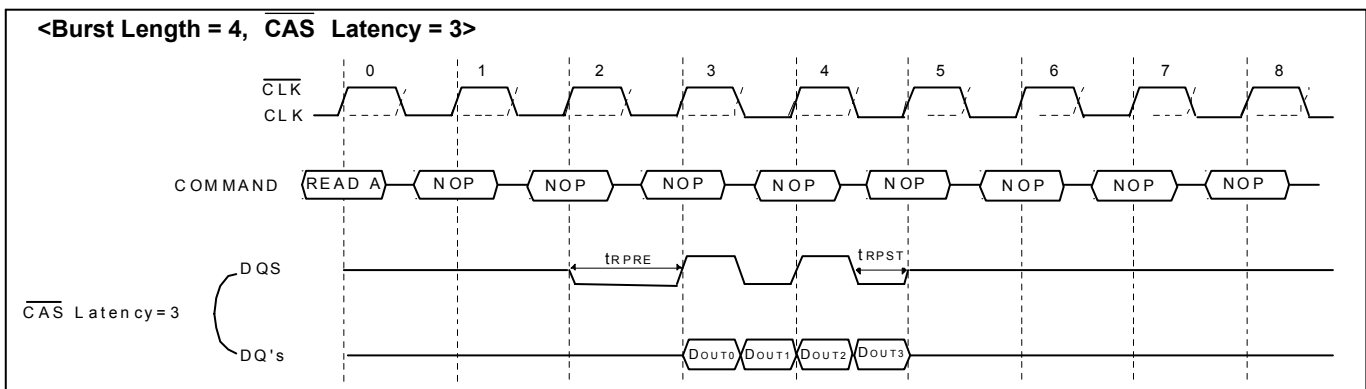 <Burst Length = 4, CAS Latency = 3>
0 1 2 3 4 5 6 7 8
CLK
CLK
COMMAND READ A NOP NOP NOP NOP NOP NOP NOP NOP
DQS tRPRE tRPST
CAS Latency=3
DQ's DOUT0 DOUT1 DOUT2 DOUT3